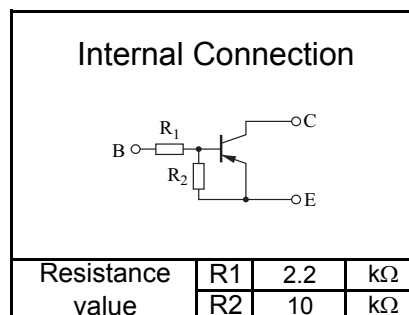 Internal Connection
C
R1
B
R2
E
Resistance value
R1 2.2 kΩ
R2 10 kΩ